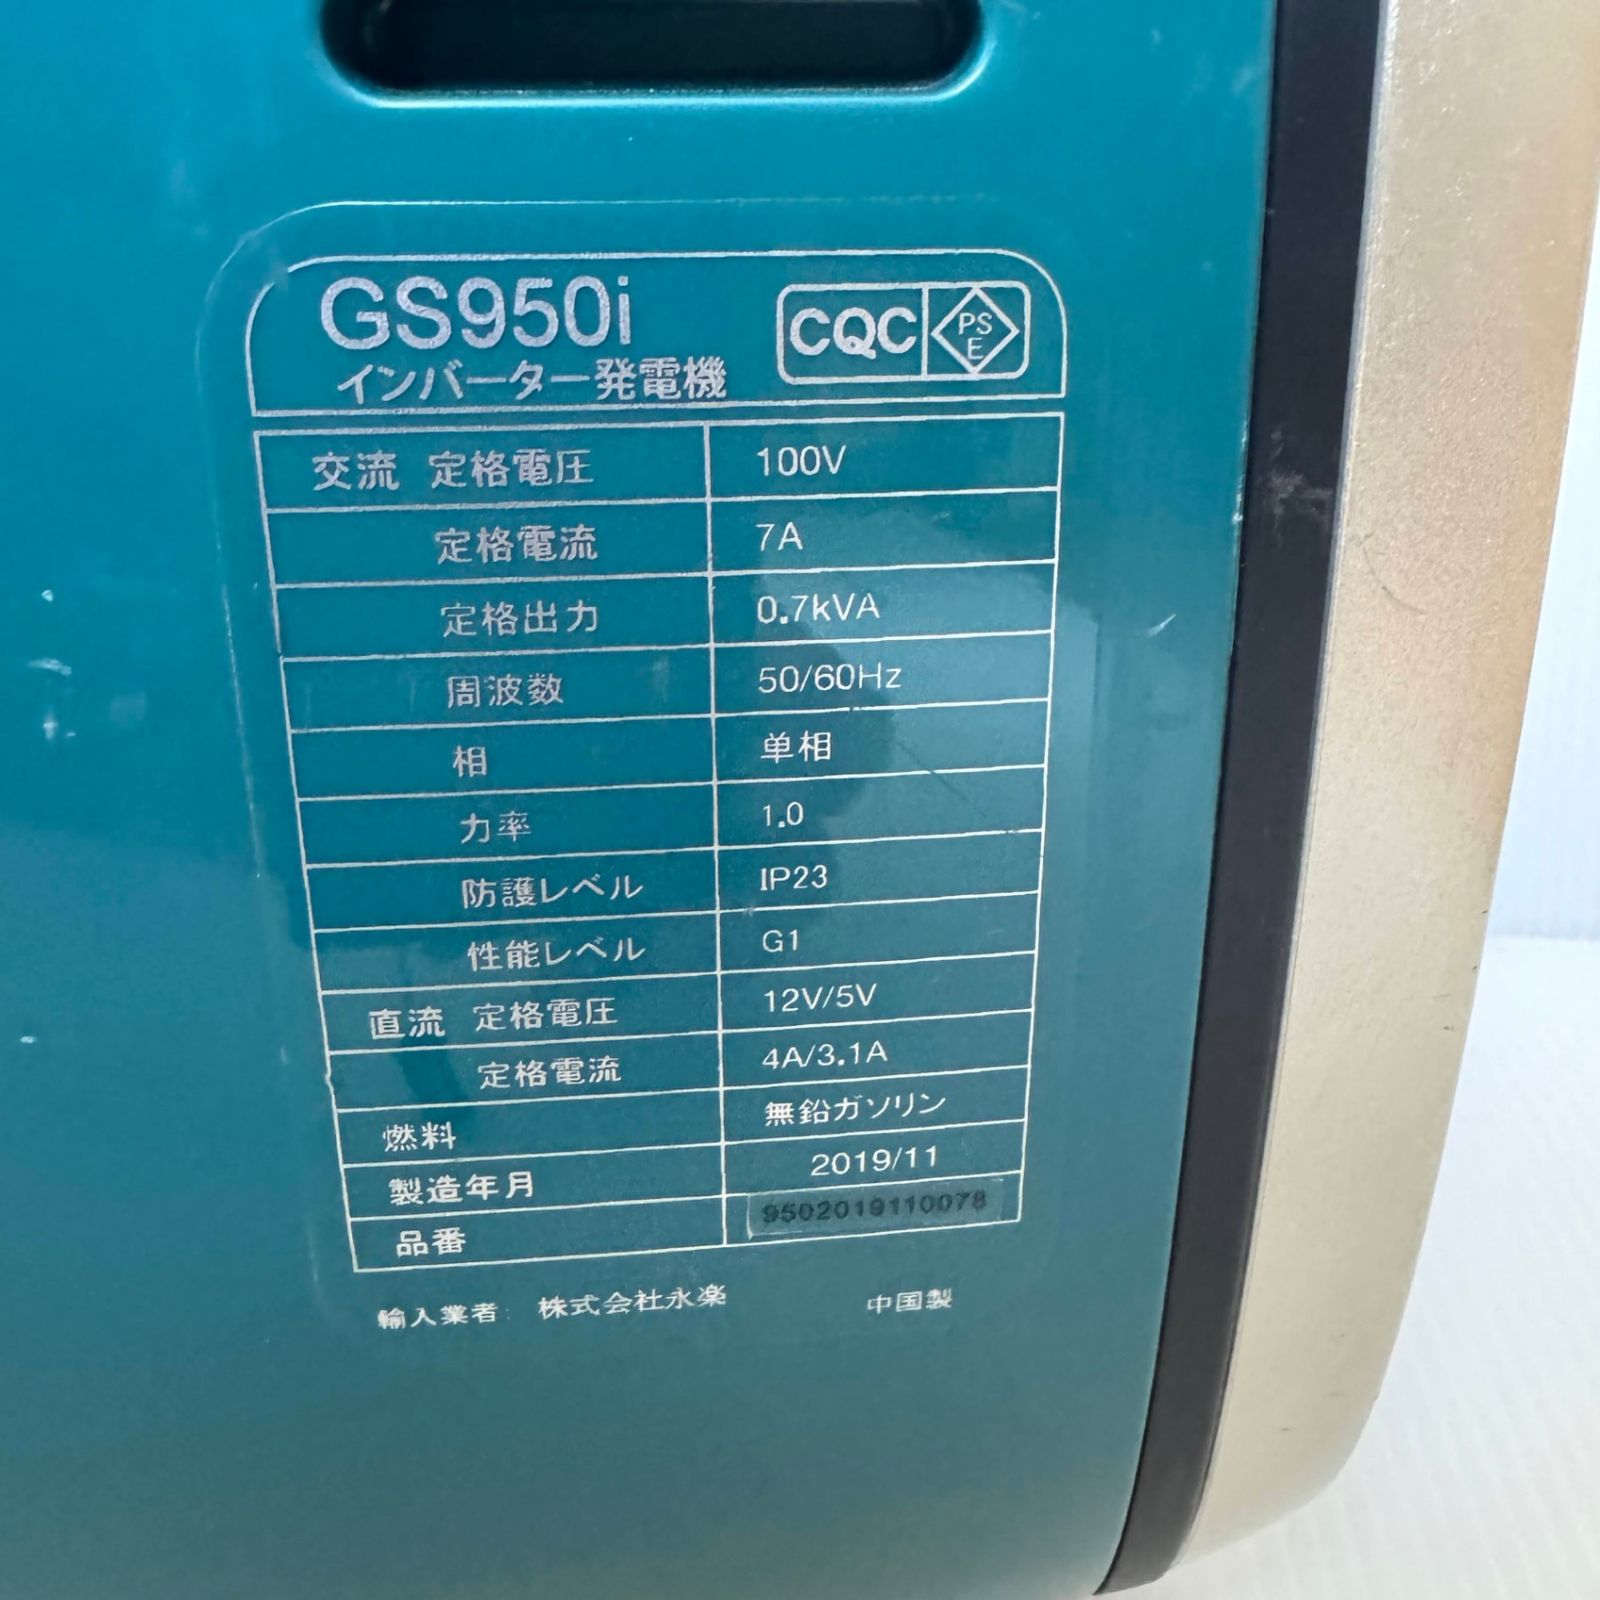 GS950i
インバーター発電機
CQC
PS
E
交流 定格電圧 100V
定格電流 7A
定格出力 0.7kVA
周波数 50/60Hz
相 单相
力率 1.0
防護レベル IP23
性能レベル G1
直流 定格電圧 12V/5V
定格電流 4A/3.1A
燃料 無鉛ガソリン
製造年月 2019/11
品番 9502019110078
輸入業者: 株式会社永楽 中国製